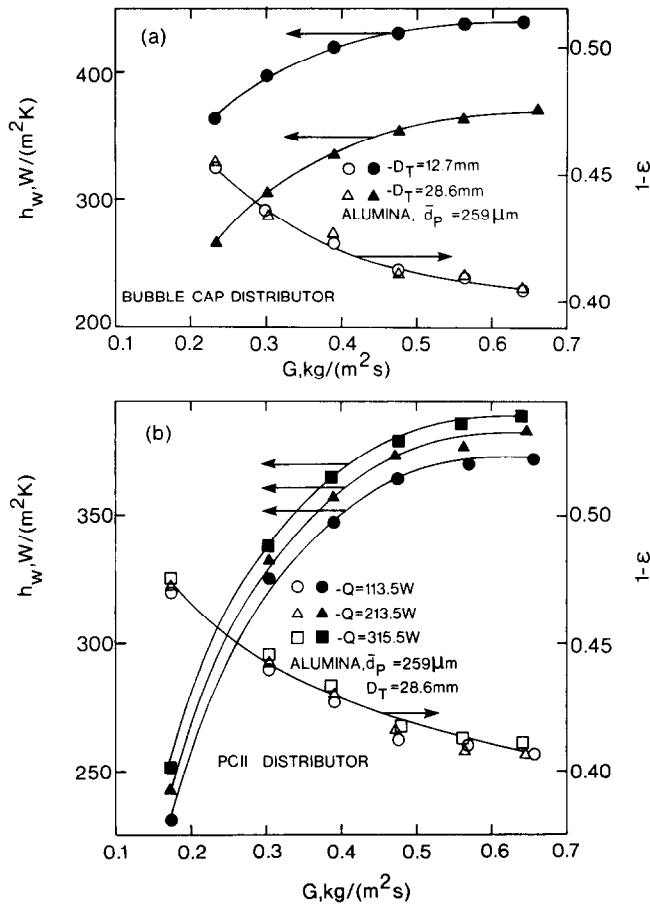 (a)
400
300
200
h_w, W/(m²K)
0.50
0.45
0.40
1-ε
○ ● -D_T = 12.7mm
△ ▲ -D_T = 28.6mm
ALUMINA, d̄_P = 259μm
BUBBLE CAP DISTRIBUTOR
0.1 0.2 0.3 0.4 0.5 0.6 0.7
G, kg/(m²s)
(b)
350
300
250
h_w, W/(m²K)
0.50
0.45
0.40
1-ε
○ ● -Q=113.5W
△ ▲ -Q=213.5W
□ ■ -Q=315.5W
ALUMINA, d̄_P = 259μm
D_T = 28.6mm
PCII DISTRIBUTOR
0.1 0.2 0.3 0.4 0.5 0.6 0.7
G, kg/(m²s)